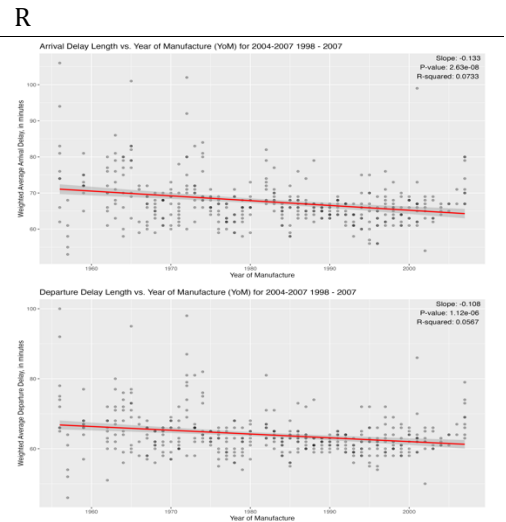 R
Arrival Delay Length vs. Year of Manufacture (YoM) for 2004-2007 1998 - 2007
Slope: -0.133
P-value: 2.63e-08
R-squared: 0.0733
Weighted Average Arrival Delay, in minutes
100
90
80
70
60
1960
1970
1980
1990
2000
Year of Manufacture
Departure Delay Length vs. Year of Manufacture (YoM) for 2004-2007 1998 - 2007
Slope: -0.108
P-value: 1.12e-06
R-squared: 0.0567
Weighted Average Departure Delay, in minutes
100
80
60
1960
1970
1980
1990
2000
Year of Manufacture